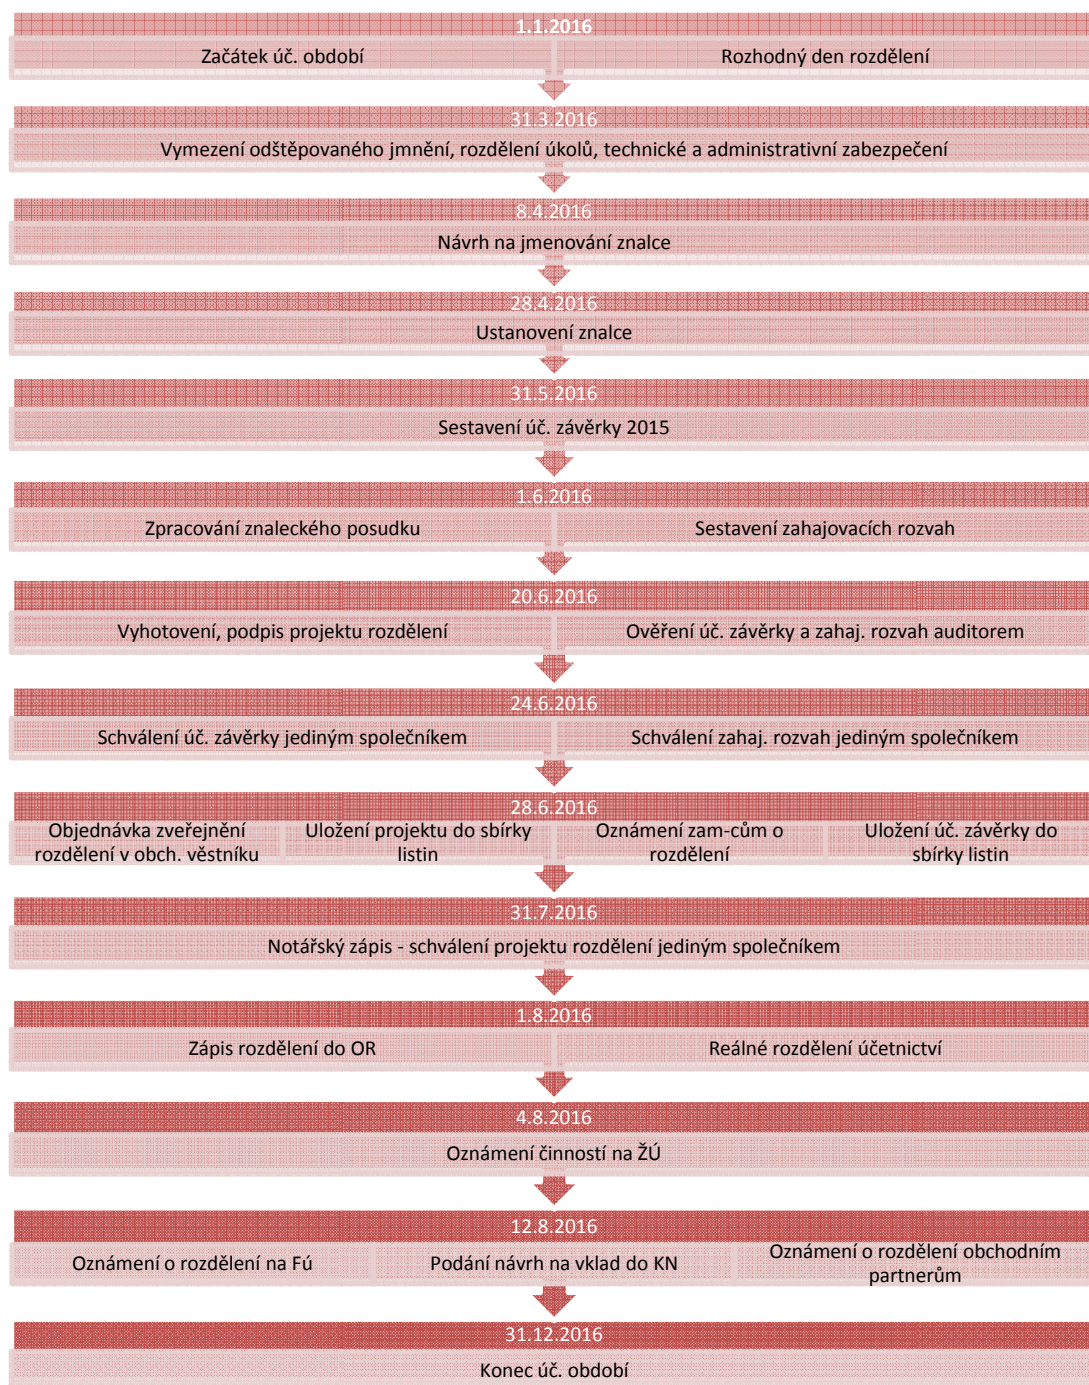 1.1.2016
Začátek úč. období
Rozhodný den rozdělení
31.3.2016
Vymezení odštěpovaného jmnění, rozdělení úkolů, technické a administrativní zabezpečení
8.4.2016
Návrh na jmenování znalce
28.4.2016
Ustanovení znalce
31.5.2016
Sestavení úč. závěrky 2015
1.6.2016
Zpracování znaleckého posudku
Sestavení zahajovacích rozvah
20.6.2016
Vyhotovení, podpis projektu rozdělení
Ověření úč. závěrky a zahaj. rozvah auditorem
24.6.2016
Schválení úč. závěrky jediným společníkem
Schválení zahaj. rozvah jediným společníkem
28.6.2016
Objednávka zveřejnění
rozdělení v obch. věstníku
Uložení projektu do sbírky
listin
Oznámení zam-cům o
rozdělení
Uložení úč. závěrky do
sbírky listin
31.7.2016
Notářský zápis - schválení projektu rozdělení jediným společníkem
1.8.2016
Zápis rozdělení do OR
Reálné rozdělení účetnictví
4.8.2016
Oznámení činností na ŽÚ
12.8.2016
Oznámení o rozdělení na Fú
Podání návrh na vklad do KN
Oznámení o rozdělení obchodním
partnerům
31.12.2016
Konec úč. období